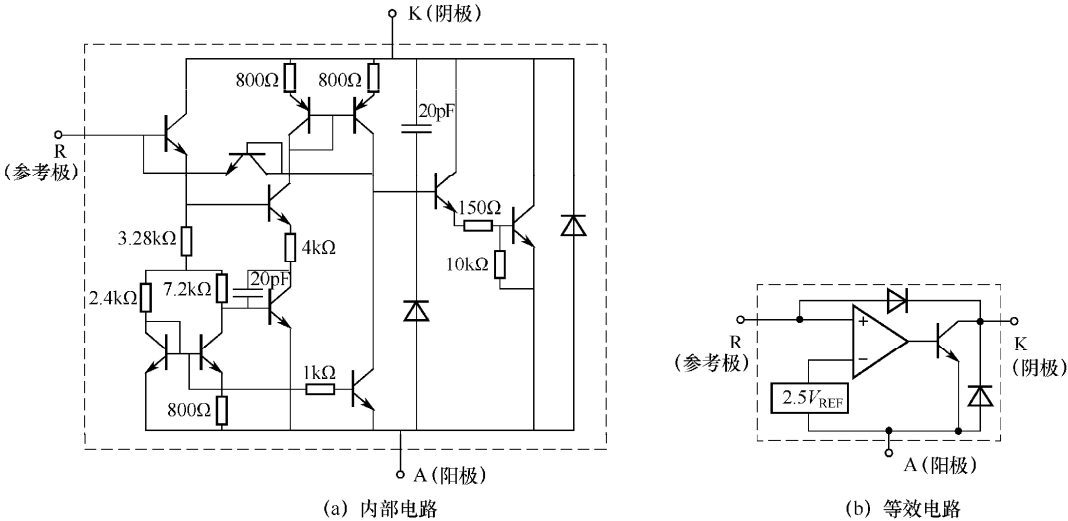 K(阴极)
800Ω 800Ω
20pF
R
(参考极)
150Ω
3.28kΩ
4kΩ
10kΩ
2.4kΩ 7.2kΩ 20pF
1kΩ
800Ω
A(阳极)
(a) 内部电路
R
(参考极)
+
−
K
(阴极)
2.5VREF
A(阳极)
(b) 等效电路